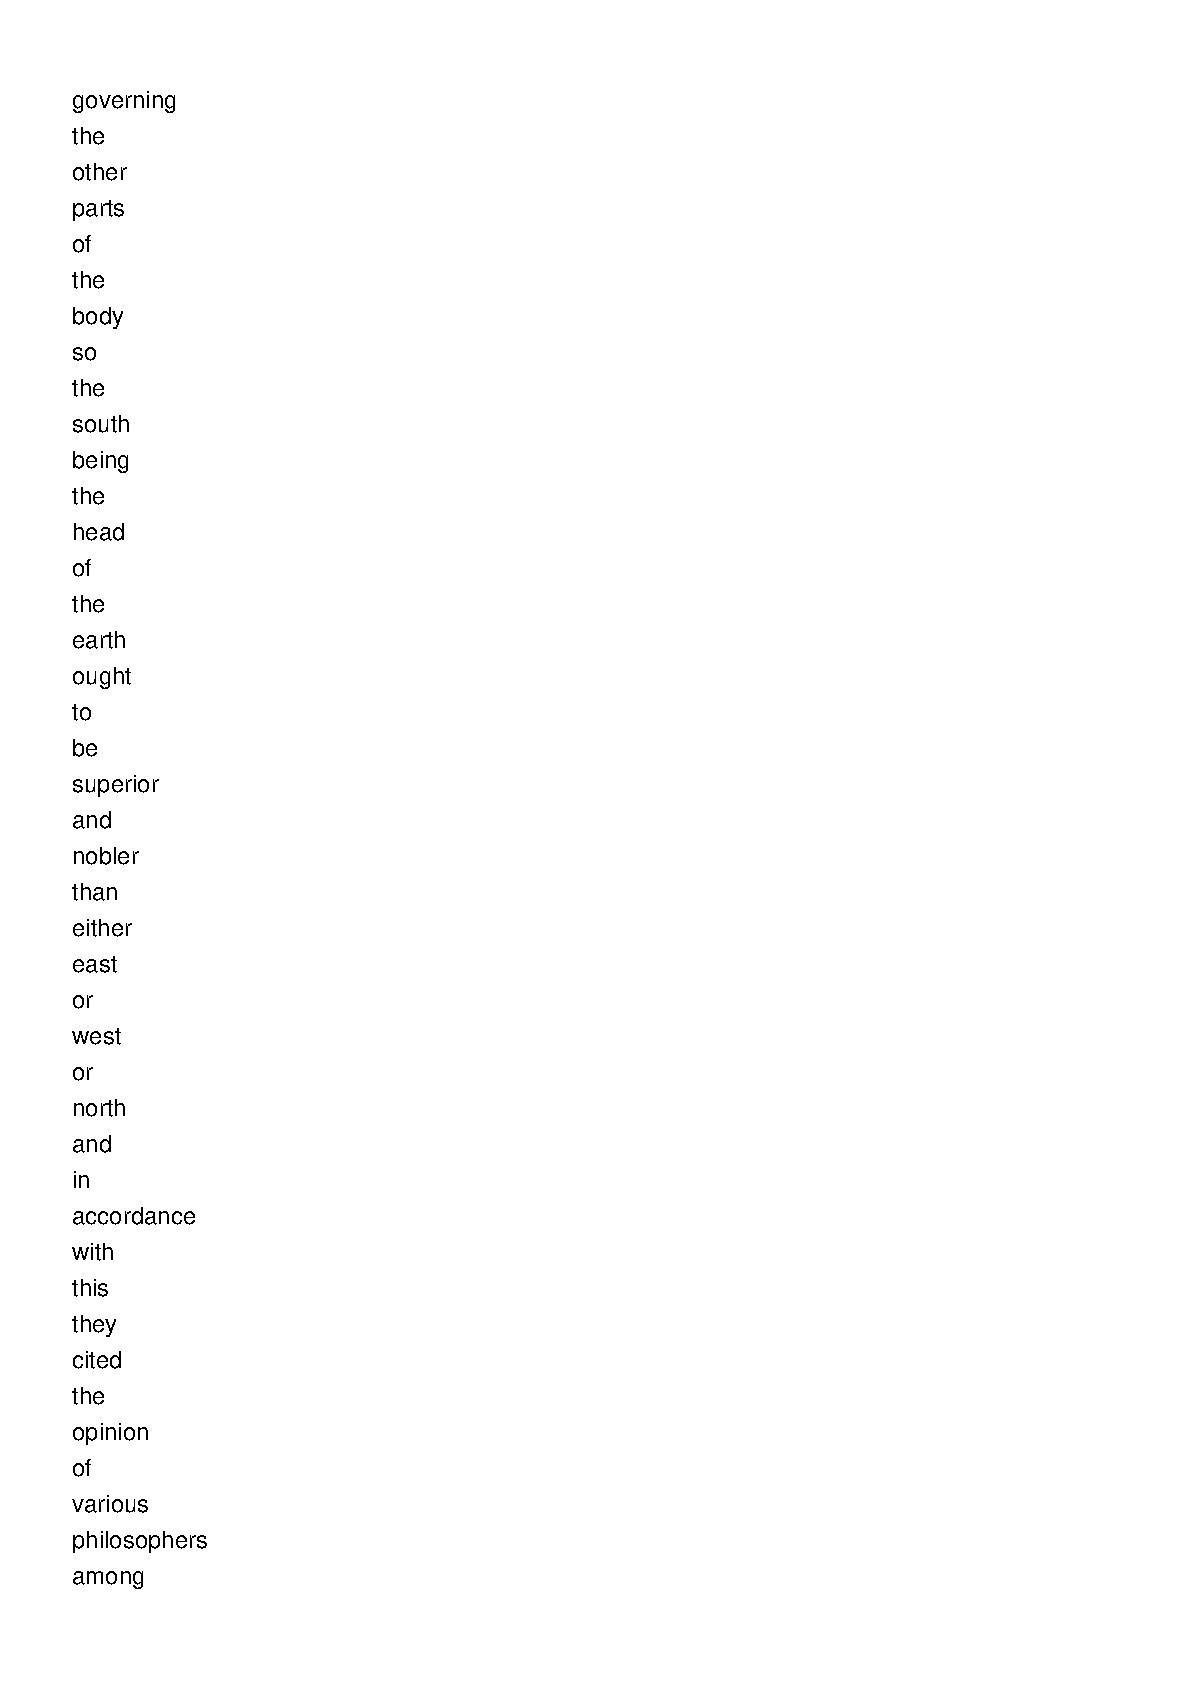 governing
the
other
parts
of
the
body
so
the
south
being
the
head
of
the
earth
ought
to
be
superior
and
nobler
than
either
east
or
west
or
north
and
in
accordance
with
this
they
cited
the
opinion
of
various
philosophers
among